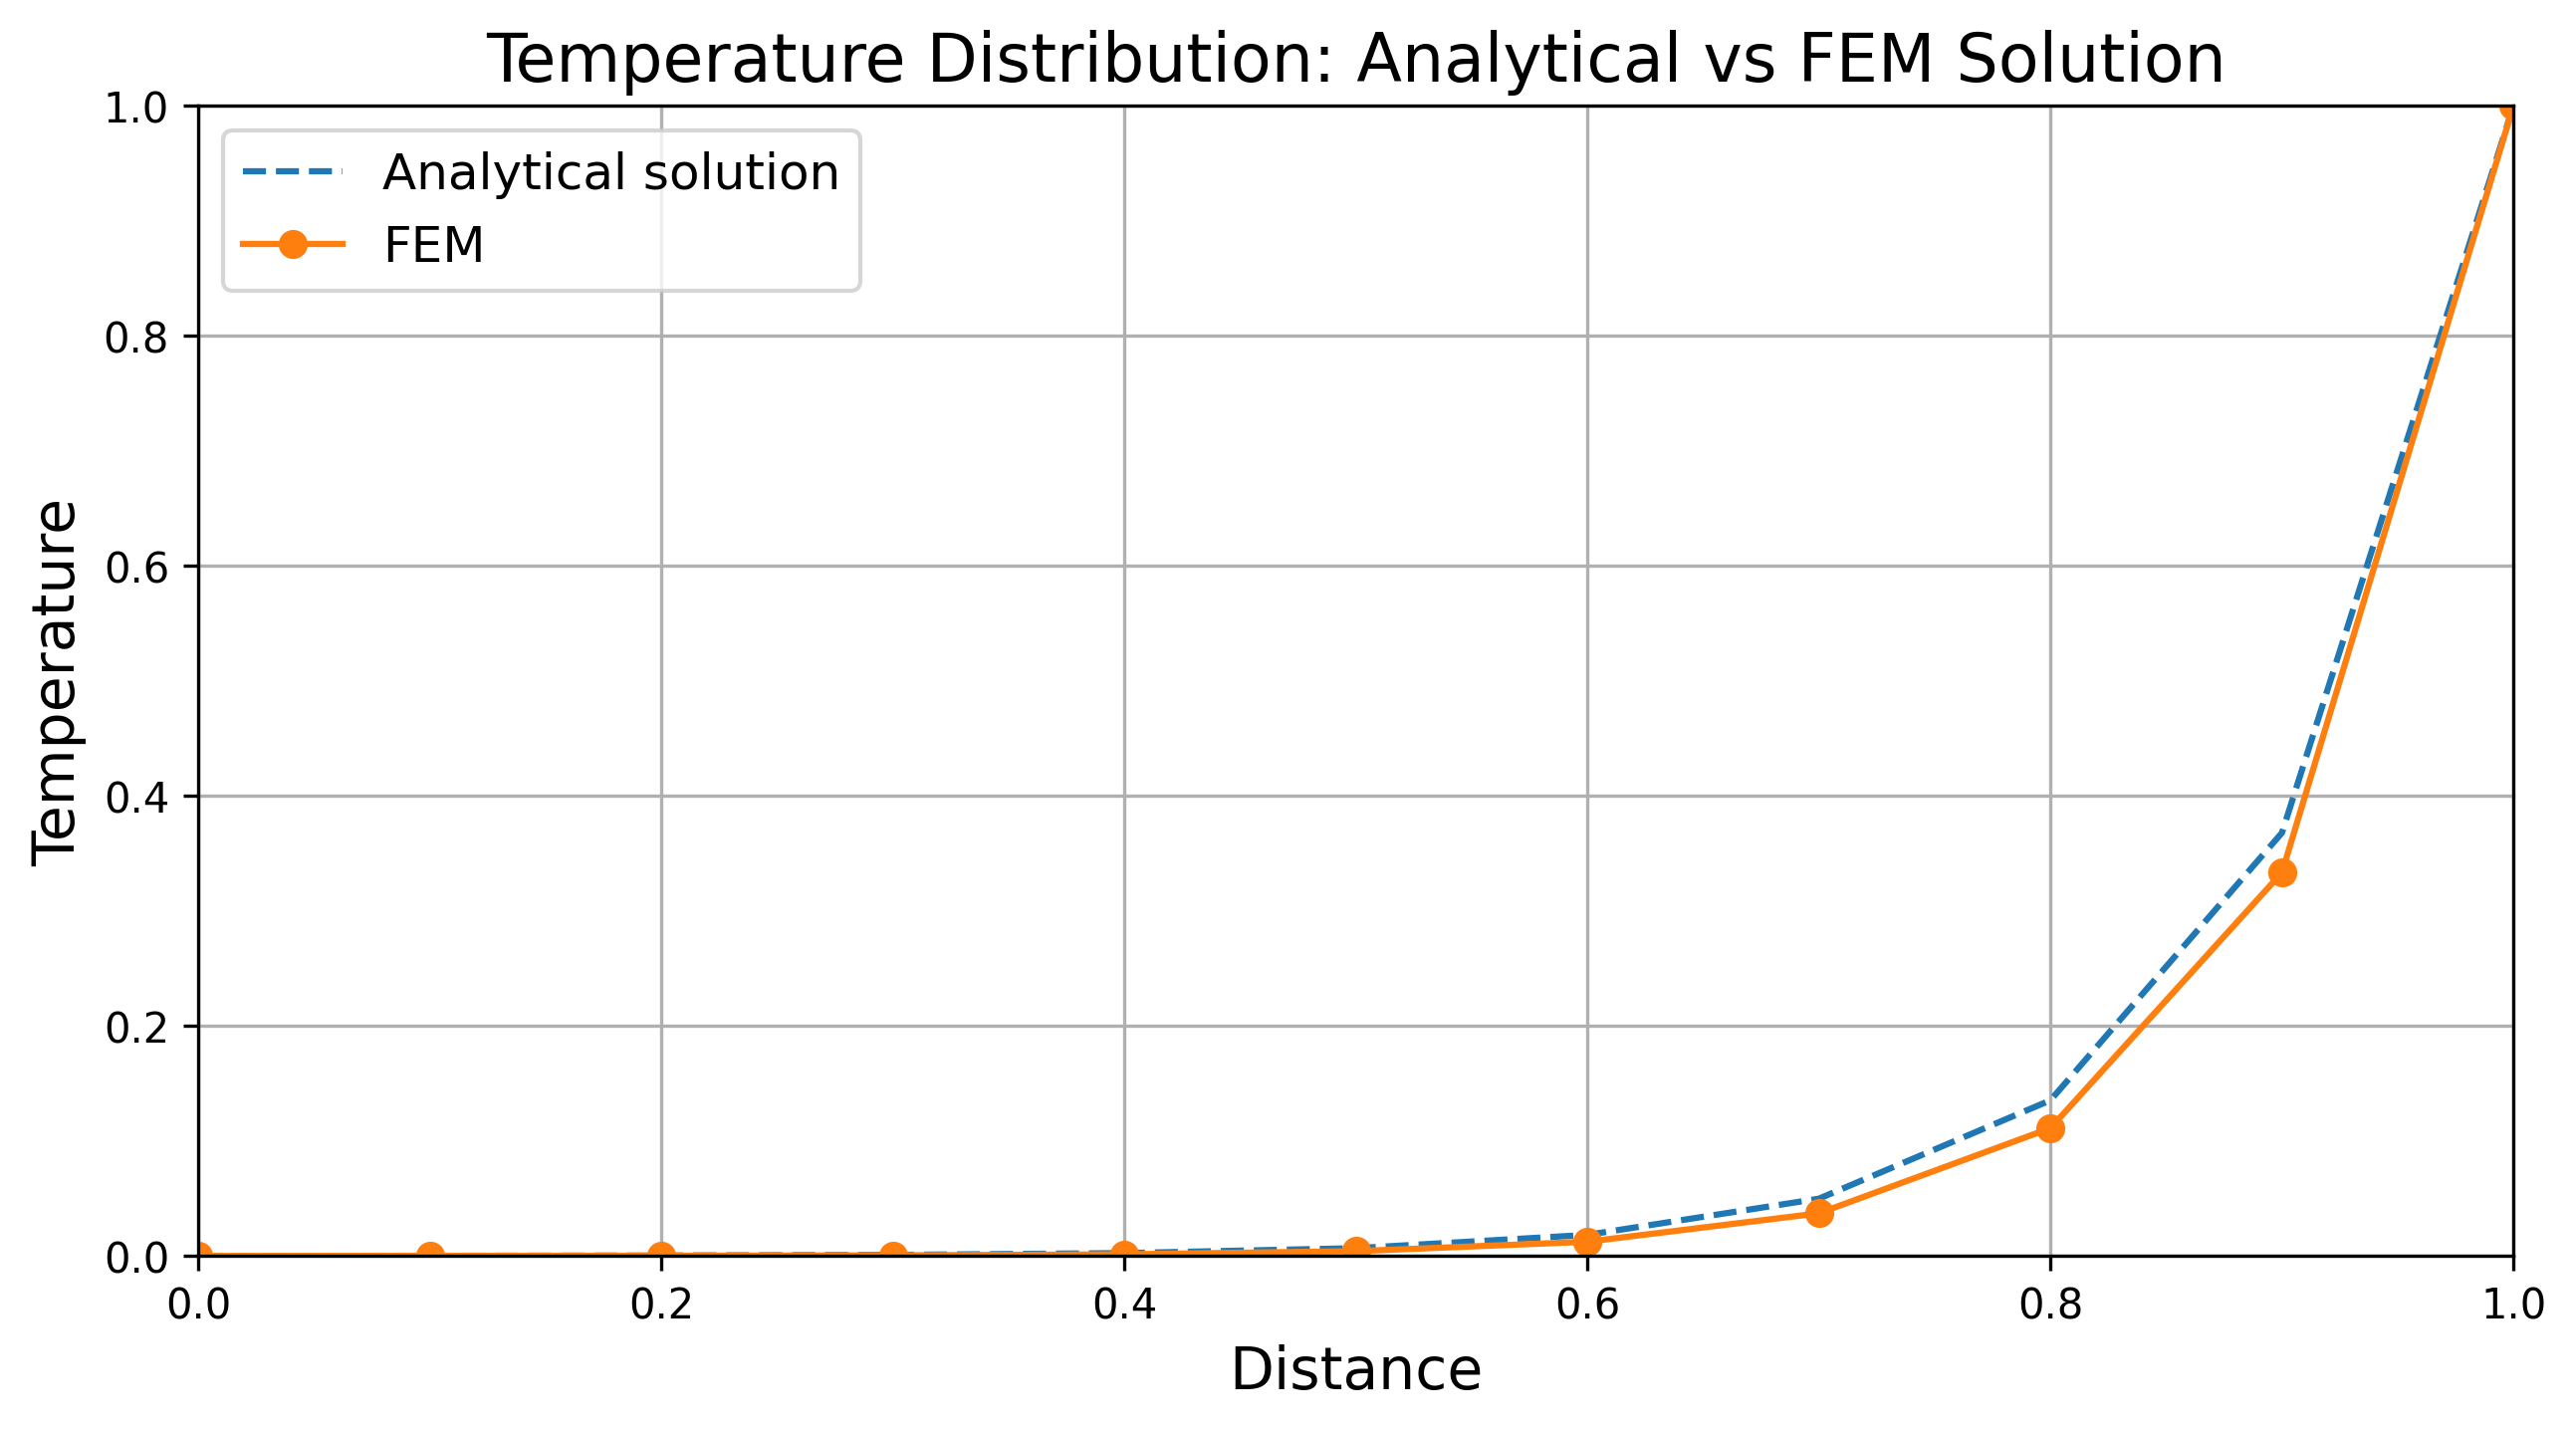 Temperature Distribution: Analytical vs FEM Solution
1.0
Analytical solution
FEM
0.8
0.6
0.4
0.2
0.0
Temperature
0.0 0.2 0.4 0.6 0.8 1.0
Distance